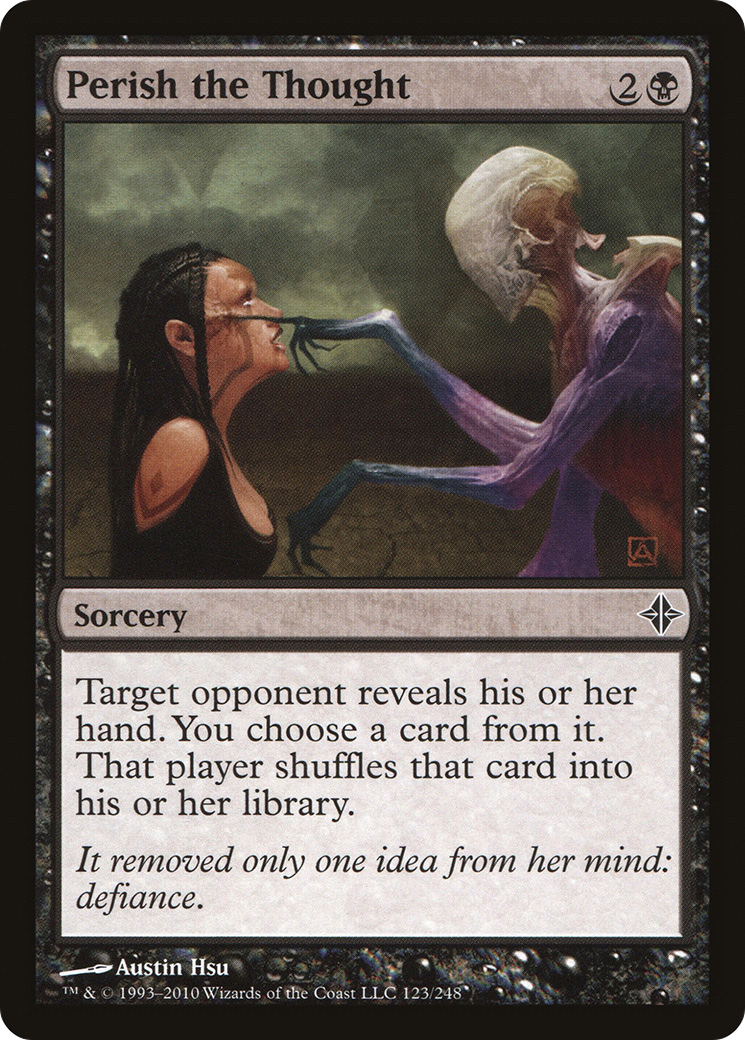 Perish the Thought 2
Sorcery
Target opponent reveals his or her
hand. You choose a card from it.
That player shuffles that card into
his or her library.
It removed only one idea from her mind:
defiance.
Austin Hsu
™ & © 1993–2010 Wizards of the Coast LLC 123/248